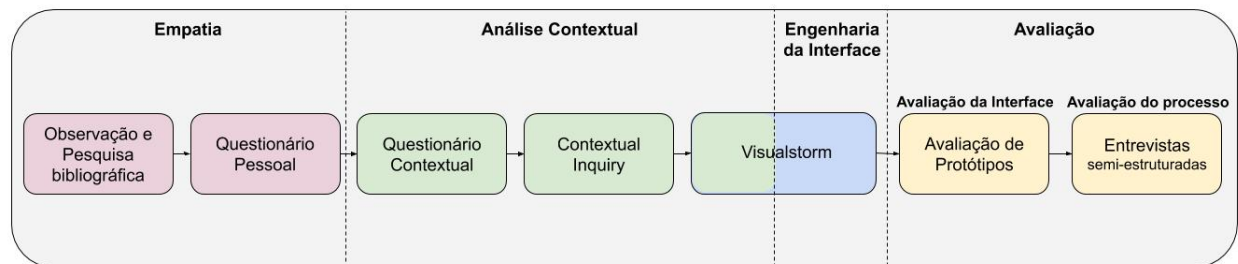 Empatia
Análise Contextual
Engenharia
da Interface
Avaliação
Observação e
Pesquisa
bibliográfica
Questionário
Pessoal
Questionário
Contextual
Contextual
Inquiry
Visualstorm
Avaliação da Interface
Avaliação de
Protótipos
Avaliação do processo
Entrevistas
semi-estruturadas